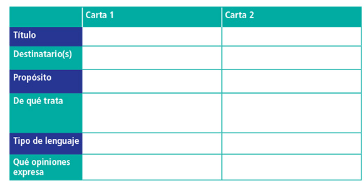 Carta 1 Carta 2
Título
Destinatario(s)
Propósito
De qué trata
Tipo de lenguaje
Qué opiniones
expresa